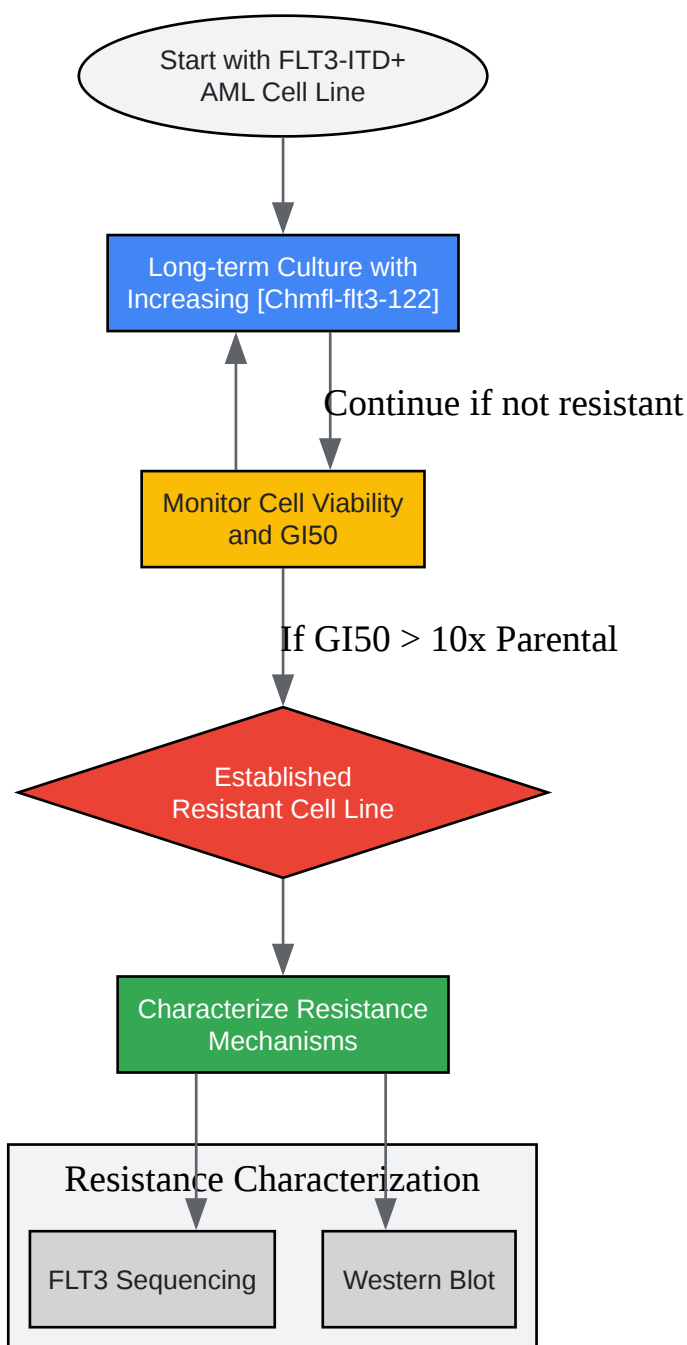 Start with FLT3-ITD+
AML Cell Line
Long-term Culture with
Increasing [Chmfl-flt3-122]
Continue if not resistant
Monitor Cell Viability
and GI50
If GI50 > 10x Parental
Established
Resistant Cell Line
Characterize Resistance
Mechanisms
Resistance Characterization
FLT3 Sequencing
Western Blot